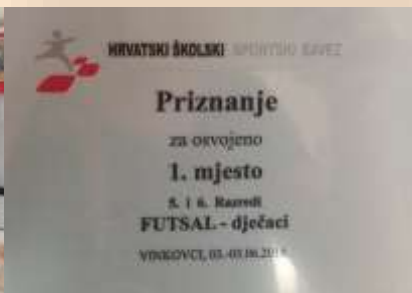 HRVATSKI ŠKOLSKI SPORTSKI SAVEZ
Priznanje
za osvojeno
1. mjesto
5. i 6. Razredi
FUTSAL - dječaci
VINKOVCI,